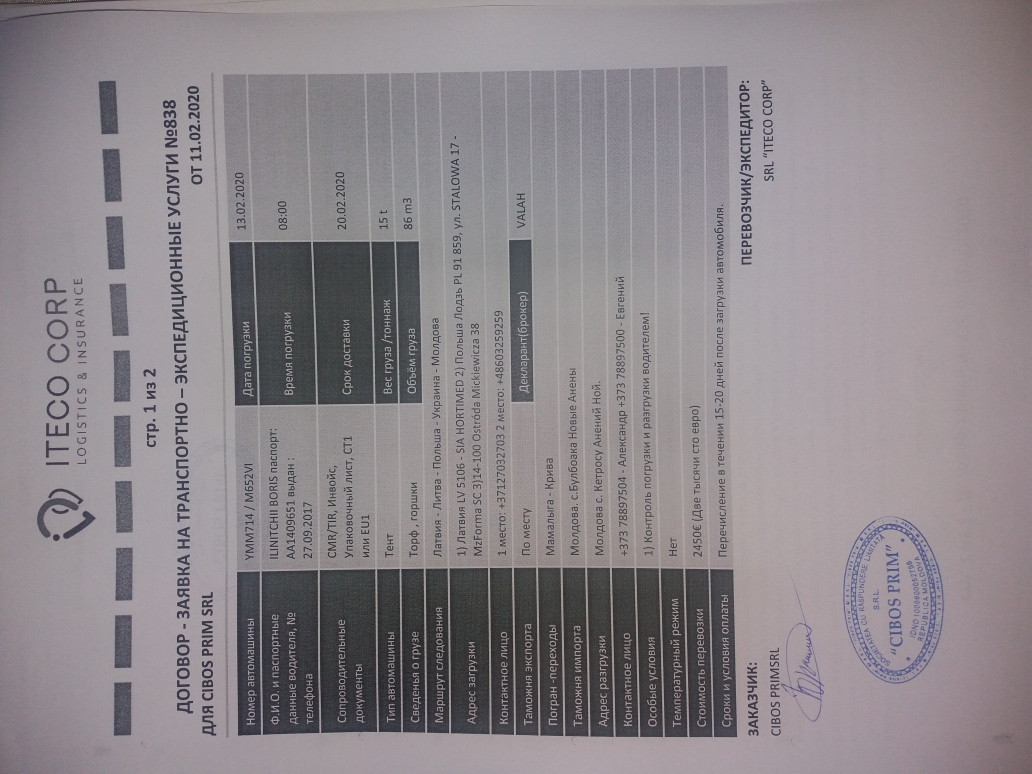 ITECO CORP
LOGISTICS & INSURANCE
стр. 1 из 2
ДОГОВОР - ЗАЯВКА НА ТРАНСПОРТНО – ЭКСПЕДИЦИОННЫЕ УСЛУГИ №838
ДЛЯ CIBOS PRIM SRL
ОТ 11.02.2020
Номер автомашины
YMM714 / M652VI
Дата погрузки
13.02.2020
Ф.И.О. и паспортные
данные водителя, №
телефона
ILINITCHII BORIS паспорт:
AA1409651 выдан :
27.09.2017
Время погрузки
08:00
Сопроводительные
документы
CMR/TIR, Инвойс,
Упаковочный лист, СТ1
или EU1
Срок доставки
20.02.2020
Тип автомашины
Тент
Вес груза /тоннаж
15 t
Сведенья о грузе
Торф , горшки
Объём груза
86 m3
Маршрут следования
Латвия - Литва - Польша - Украина - Молдова
Адрес загрузки
1) Латвия LV 5106 - SIA HORTIMED 2) Польша Лодзь PL 91 859, ул. STALOWA 17 -
MzForma SC 3)14-100 Ostróda Mickiewicza 38
Контактное лицо
1 место: +37127032703 2 место: +48603259259
Таможня экспорта
По месту
Декларант(брокер)
VALAH
Погран -переходы
Мамалыга - Крива
Таможня импорта
Молдова. с.Булбоака Новые Анены
Адрес разгрузки
Молдова с. Кетросу Анений Ной.
Контактное лицо
+373 78897504 - Александр +373 78897500 - Евгений
Особые условия
1) Контроль погрузки и разгрузки водителем!
Температурный режим
Нет
Стоимость перевозки
2450€ (Две тысячи сто евро)
Сроки и условия оплаты
Перечисление в течении 15-20 дней после загрузки автомобиля.
ЗАКАЗЧИК:
CIBOS PRIMSRL
ПЕРЕВОЗЧИК/ЭКСПЕДИТОР:
SRL “ITECO CORP”
SOCIETATEA CU RĂSPUNDERE LIMITATĂ
S.R.L.
“CIBOS PRIM”
REPUBLICA MOLDOVA